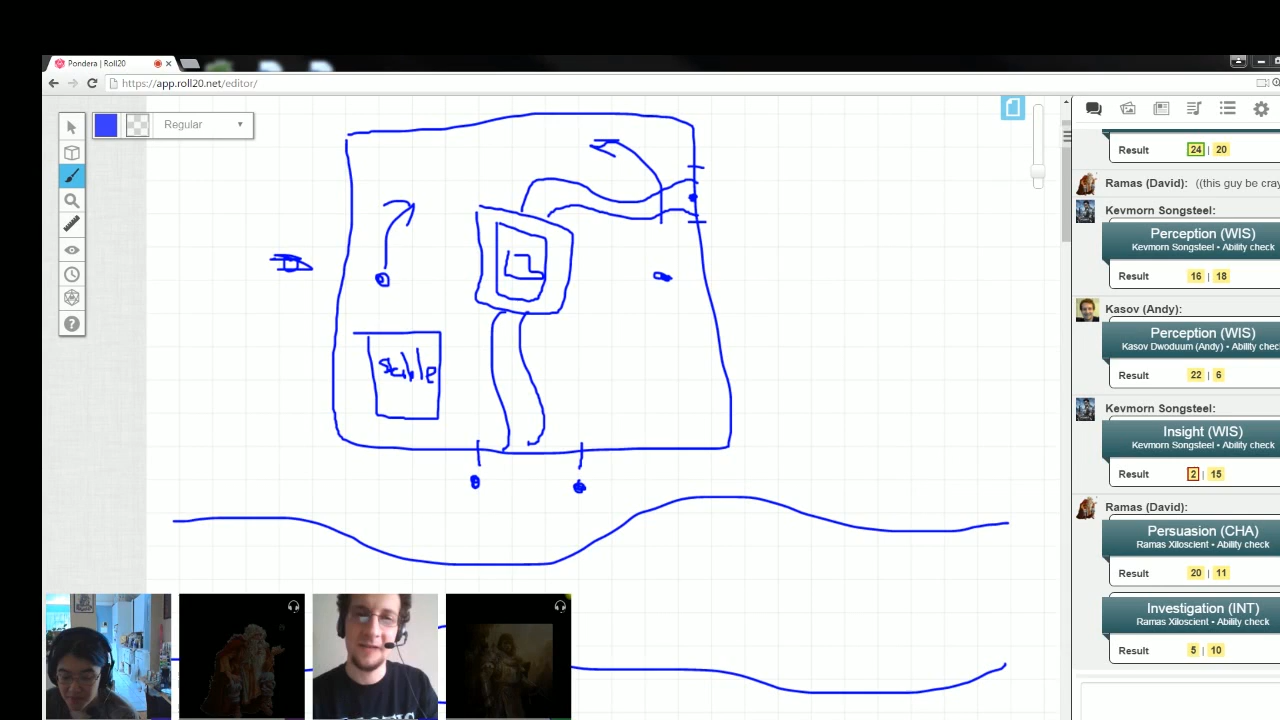 Pondera | Roll20
https://app.roll20.net/editor/
Regular
Result 24 | 20
Ramas (David): ((this guy be cray
Kevmorn Songsteel:
Perception (WIS)
Kevmorn Songsteel • Ability check
Result 16 | 18
Kasov (Andy):
Perception (WIS)
Kasov Dwoduum (Andy) • Ability check
Result 22 | 6
Kevmorn Songsteel:
Insight (WIS)
Kevmorn Songsteel • Ability check
Result 2 | 15
Ramas (David):
Persuasion (CHA)
Ramas Xiloscient • Ability check
Result 20 | 11
Investigation (INT)
Ramas Xiloscient • Ability check
Result 5 | 10
stable